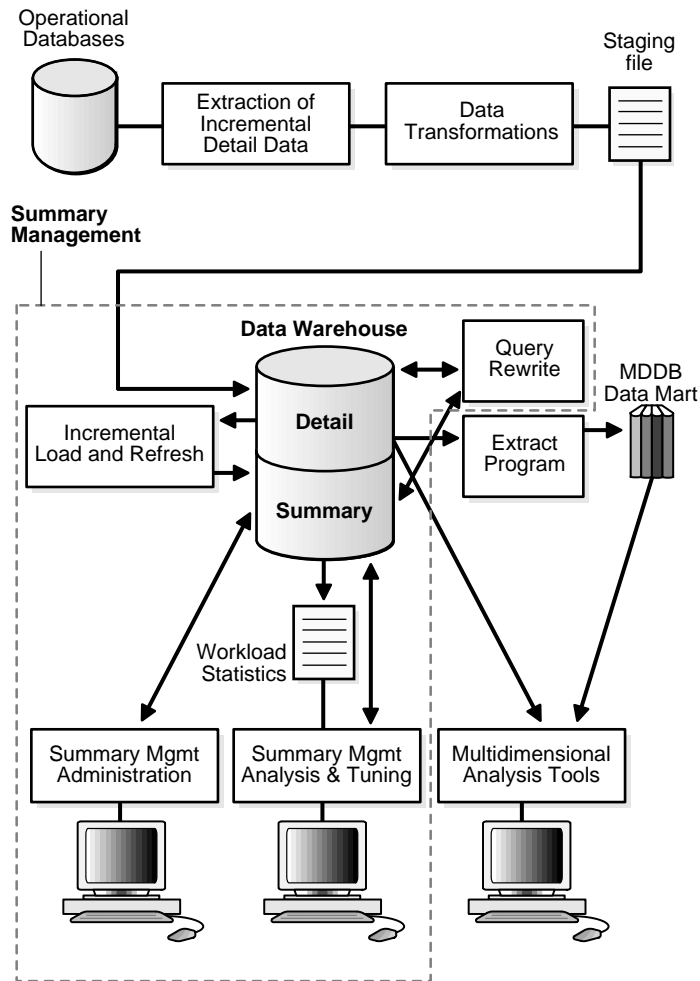 Operational
Databases
Extraction of
Incremental
Detail Data
Data
Transformations
Staging
file
Summary
Management
Data Warehouse
Query
Rewrite
MDDB
Data Mart
Detail
Incremental
Load and Refresh
Extract
Program
Summary
Workload
Statistics
Summary Mgmt
Administration
Summary Mgmt
Analysis & Tuning
Multidimensional
Analysis Tools